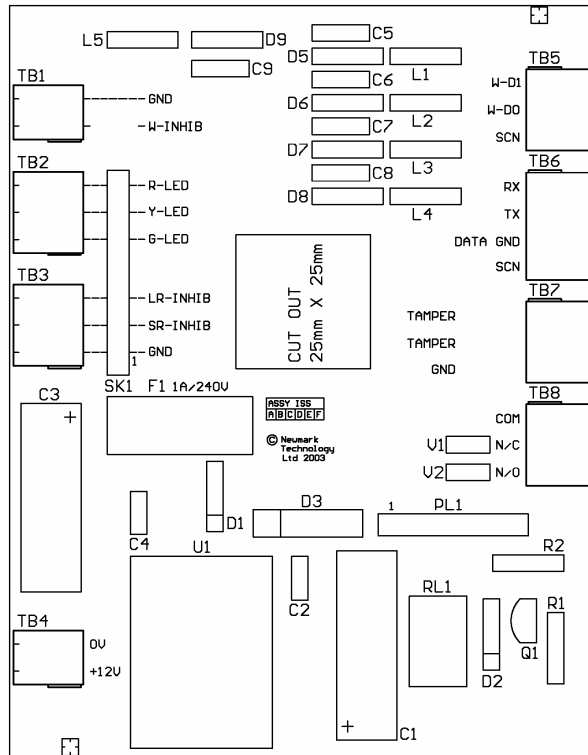 L5
D9
C5
D5
L1
C9
C6
TB5
W-D1
TB1
GND
D6
L2
W-D0
W-INHIB
C7
SCN
D7
L3
TB2
C8
TB6
R-LED
RX
D8
L4
Y-LED
TX
G-LED
DATA GND
SCN
TB3
CUT OUT
25mm X 25mm
TB7
LR-INHIB
TAMPER
SR-INHIB
TAMPER
GND
GND
1
SK1
F1 1A/240V
C3
+
TB8
ASSY ISS
A B C D E F
COM
© Newmark
Technology
Ltd 2003
V1
N/C
V2
N/O
D1
D3
1
PL1
C4
U1
R2
C2
RL1
R1
TB4
0V
+12V
Q1
D2
+
C1